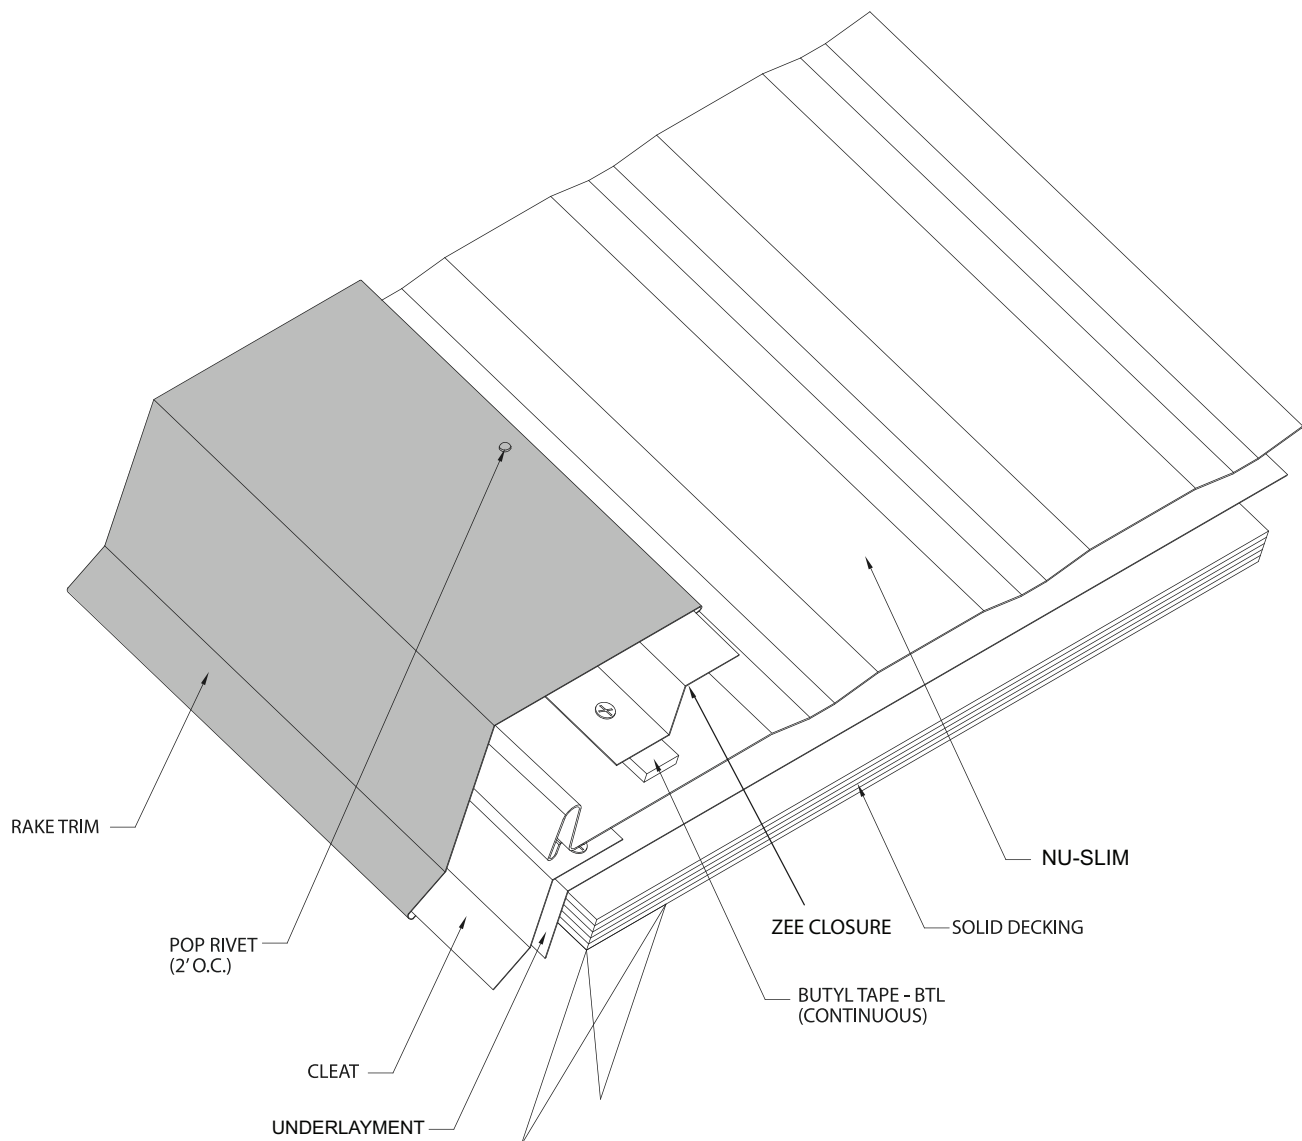 RAKE TRIM
NU-SLIM
ZEE CLOSURE
SOLID DECKING
POP RIVET
(2' O.C.)
BUTYL TAPE - BTL
(CONTINUOUS)
CLEAT
UNDERLAYMENT